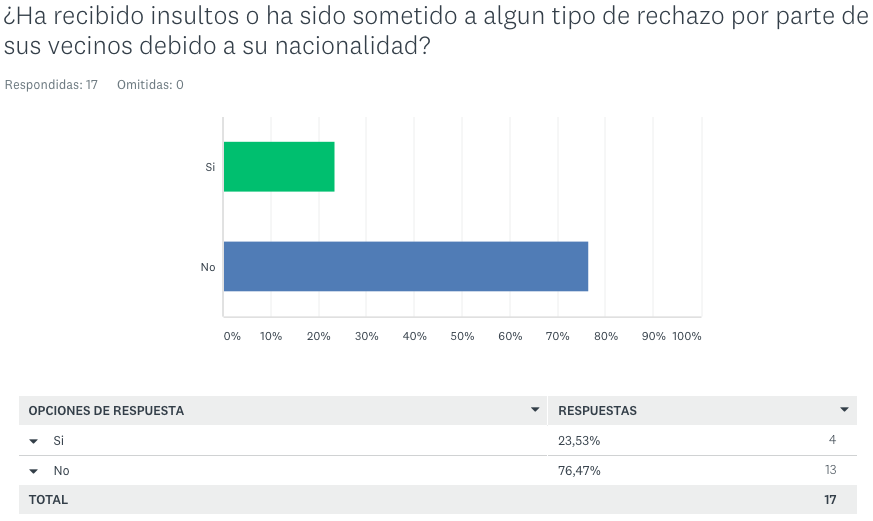 ¿Ha recibido insultos o ha sido sometido a algun tipo de rechazo por parte de
sus vecinos debido a su nacionalidad?
Respondidas: 17 Omitidas: 0
Si
No
0% 10% 20% 30% 40% 50% 60% 70% 80% 90% 100%
OPCIONES DE RESPUESTA RESPUESTAS
Si 23,53% 4
No 76,47% 13
TOTAL 17